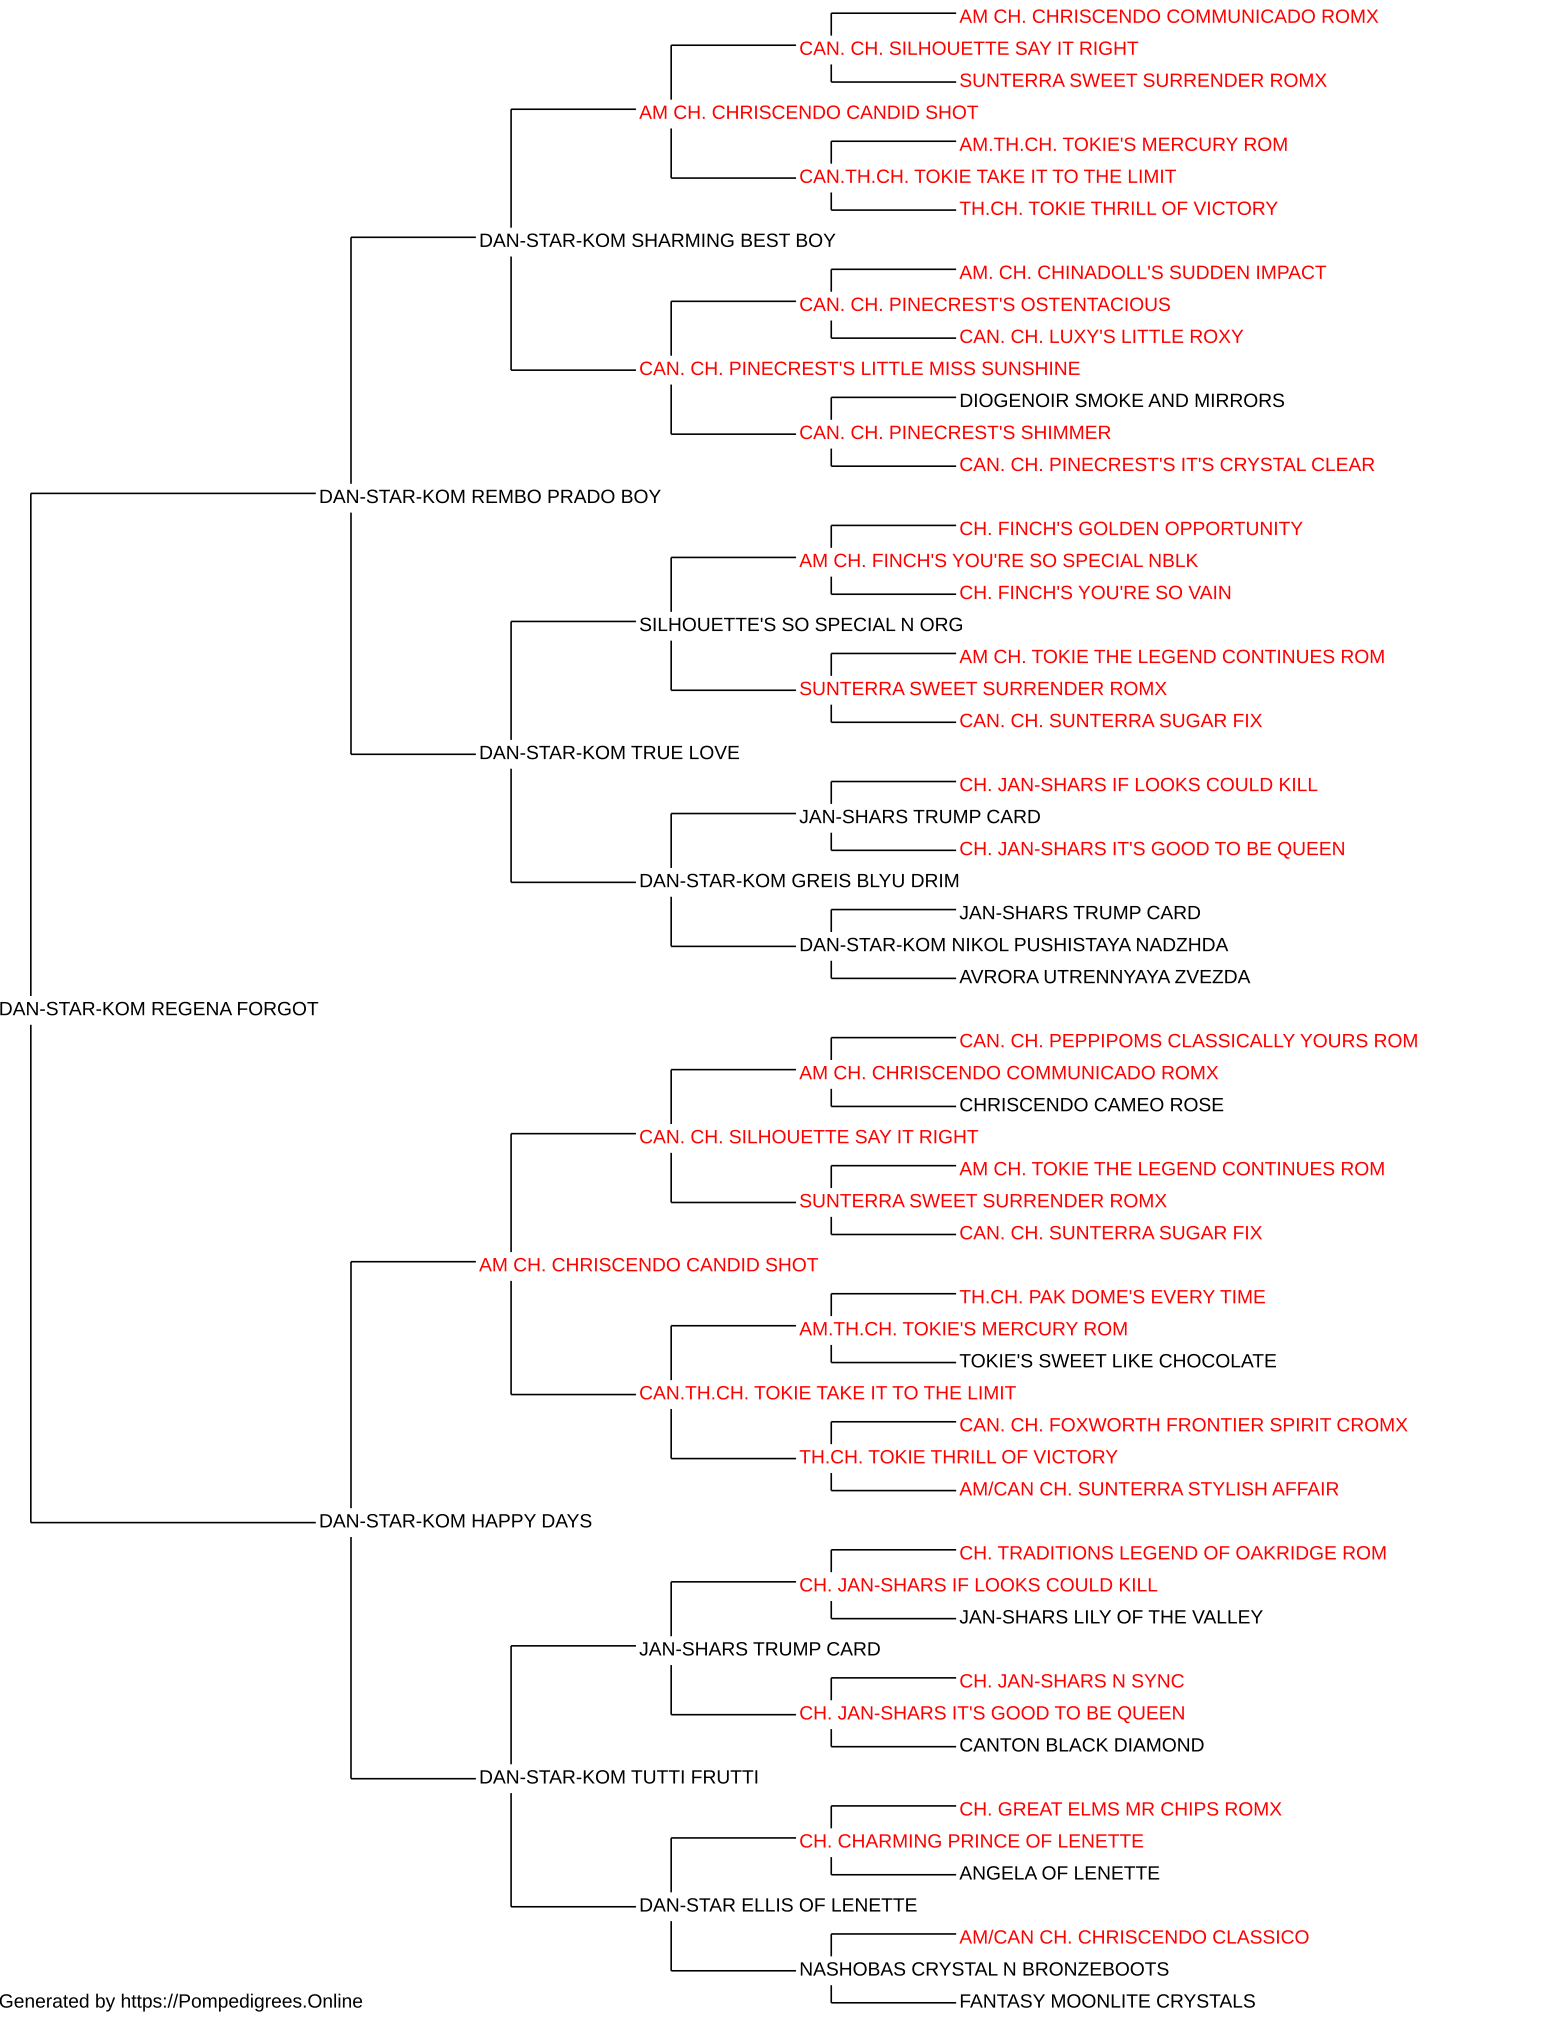 AM CH. CHRISCENDO COMMUNICADO ROMX
CAN. CH. SILHOUETTE SAY IT RIGHT
SUNTERRA SWEET SURRENDER ROMX
AM CH. CHRISCENDO CANDID SHOT
AM.TH.CH. TOKIE'S MERCURY ROM
CAN.TH.CH. TOKIE TAKE IT TO THE LIMIT
TH.CH. TOKIE THRILL OF VICTORY
DAN-STAR-KOM SHARMING BEST BOY
AM. CH. CHINADOLL'S SUDDEN IMPACT
CAN. CH. PINECREST'S OSTENTACIOUS
CAN. CH. LUXY'S LITTLE ROXY
CAN. CH. PINECREST'S LITTLE MISS SUNSHINE
DIOGENOIR SMOKE AND MIRRORS
CAN. CH. PINECREST'S SHIMMER
CAN. CH. PINECREST'S IT'S CRYSTAL CLEAR
DAN-STAR-KOM REMBO PRADO BOY
CH. FINCH'S GOLDEN OPPORTUNITY
AM CH. FINCH'S YOU'RE SO SPECIAL NBLK
CH. FINCH'S YOU'RE SO VAIN
SILHOUETTE'S SO SPECIAL N ORG
AM CH. TOKIE THE LEGEND CONTINUES ROM
SUNTERRA SWEET SURRENDER ROMX
CAN. CH. SUNTERRA SUGAR FIX
DAN-STAR-KOM TRUE LOVE
CH. JAN-SHARS IF LOOKS COULD KILL
JAN-SHARS TRUMP CARD
CH. JAN-SHARS IT'S GOOD TO BE QUEEN
DAN-STAR-KOM GREIS BLYU DRIM
JAN-SHARS TRUMP CARD
DAN-STAR-KOM NIKOL PUSHISTAYA NADZHDA
AVRORA UTRENNYAYA ZVEZDA
DAN-STAR-KOM REGENA FORGOT
CAN. CH. PEPPIPOMS CLASSICALLY YOURS ROM
AM CH. CHRISCENDO COMMUNICADO ROMX
CHRISCENDO CAMEO ROSE
CAN. CH. SILHOUETTE SAY IT RIGHT
AM CH. TOKIE THE LEGEND CONTINUES ROM
SUNTERRA SWEET SURRENDER ROMX
CAN. CH. SUNTERRA SUGAR FIX
AM CH. CHRISCENDO CANDID SHOT
TH.CH. PAK DOME'S EVERY TIME
AM.TH.CH. TOKIE'S MERCURY ROM
TOKIE'S SWEET LIKE CHOCOLATE
CAN.TH.CH. TOKIE TAKE IT TO THE LIMIT
CAN. CH. FOXWORTH FRONTIER SPIRIT CROMX
TH.CH. TOKIE THRILL OF VICTORY
AM/CAN CH. SUNTERRA STYLISH AFFAIR
DAN-STAR-KOM HAPPY DAYS
CH. TRADITIONS LEGEND OF OAKRIDGE ROM
CH. JAN-SHARS IF LOOKS COULD KILL
JAN-SHARS LILY OF THE VALLEY
JAN-SHARS TRUMP CARD
CH. JAN-SHARS N SYNC
CH. JAN-SHARS IT'S GOOD TO BE QUEEN
CANTON BLACK DIAMOND
DAN-STAR-KOM TUTTI FRUTTI
CH. GREAT ELMS MR CHIPS ROMX
CH. CHARMING PRINCE OF LENETTE
ANGELA OF LENETTE
DAN-STAR ELLIS OF LENETTE
AM/CAN CH. CHRISCENDO CLASSICO
NASHOBAS CRYSTAL N BRONZEBOOTS
FANTASY MOONLITE CRYSTALS
Generated by https://Pompedigrees.Online